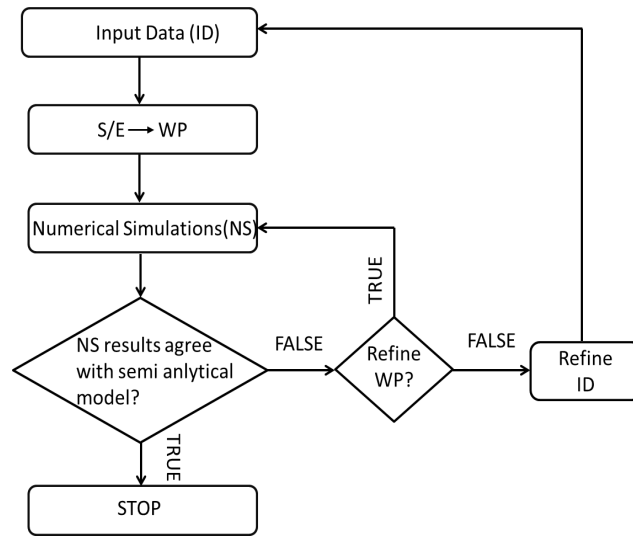 Input Data (ID)
S/E → WP
Numerical Simulations(NS)
NS results agree
with semi anlytical
model?
FALSE
TRUE
Refine
WP?
TRUE
FALSE
Refine
ID
STOP